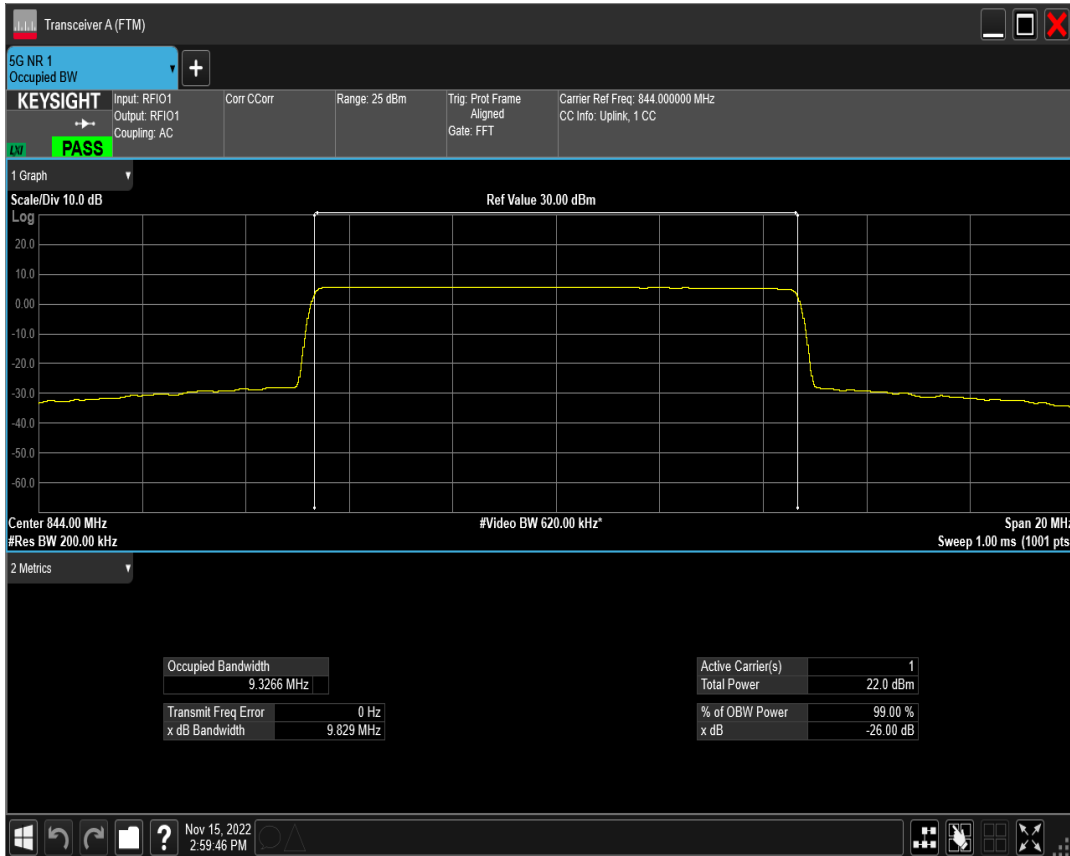 Transceiver A (FTM)
5G NR 1
Occupied BW
+
KEYSIGHT
LXI
PASS
Input: RFIO1
Output: RFIO1
Coupling: AC
Corr CCorr
Range: 25 dBm
Trig: Prot Frame
Aligned
Gate: FFT
Carrier Ref Freq: 844.000000 MHz
CC Info: Uplink, 1 CC
1 Graph
Scale/Div 10.0 dB
Ref Value 30.00 dBm
Log
20.0
10.0
0.00
-10.0
-20.0
-30.0
-40.0
-50.0
-60.0
Center 844.00 MHz
#Video BW 620.00 kHz*
Span 20 MHz
#Res BW 200.00 kHz
Sweep 1.00 ms (1001 pts
2 Metrics
Occupied Bandwidth
9.3266 MHz
Transmit Freq Error 0 Hz
x dB Bandwidth 9.829 MHz
Active Carrier(s) 1
Total Power 22.0 dBm
% of OBW Power 99.00 %
x dB -26.00 dB
?
Nov 15, 2022
2:59:46 PM